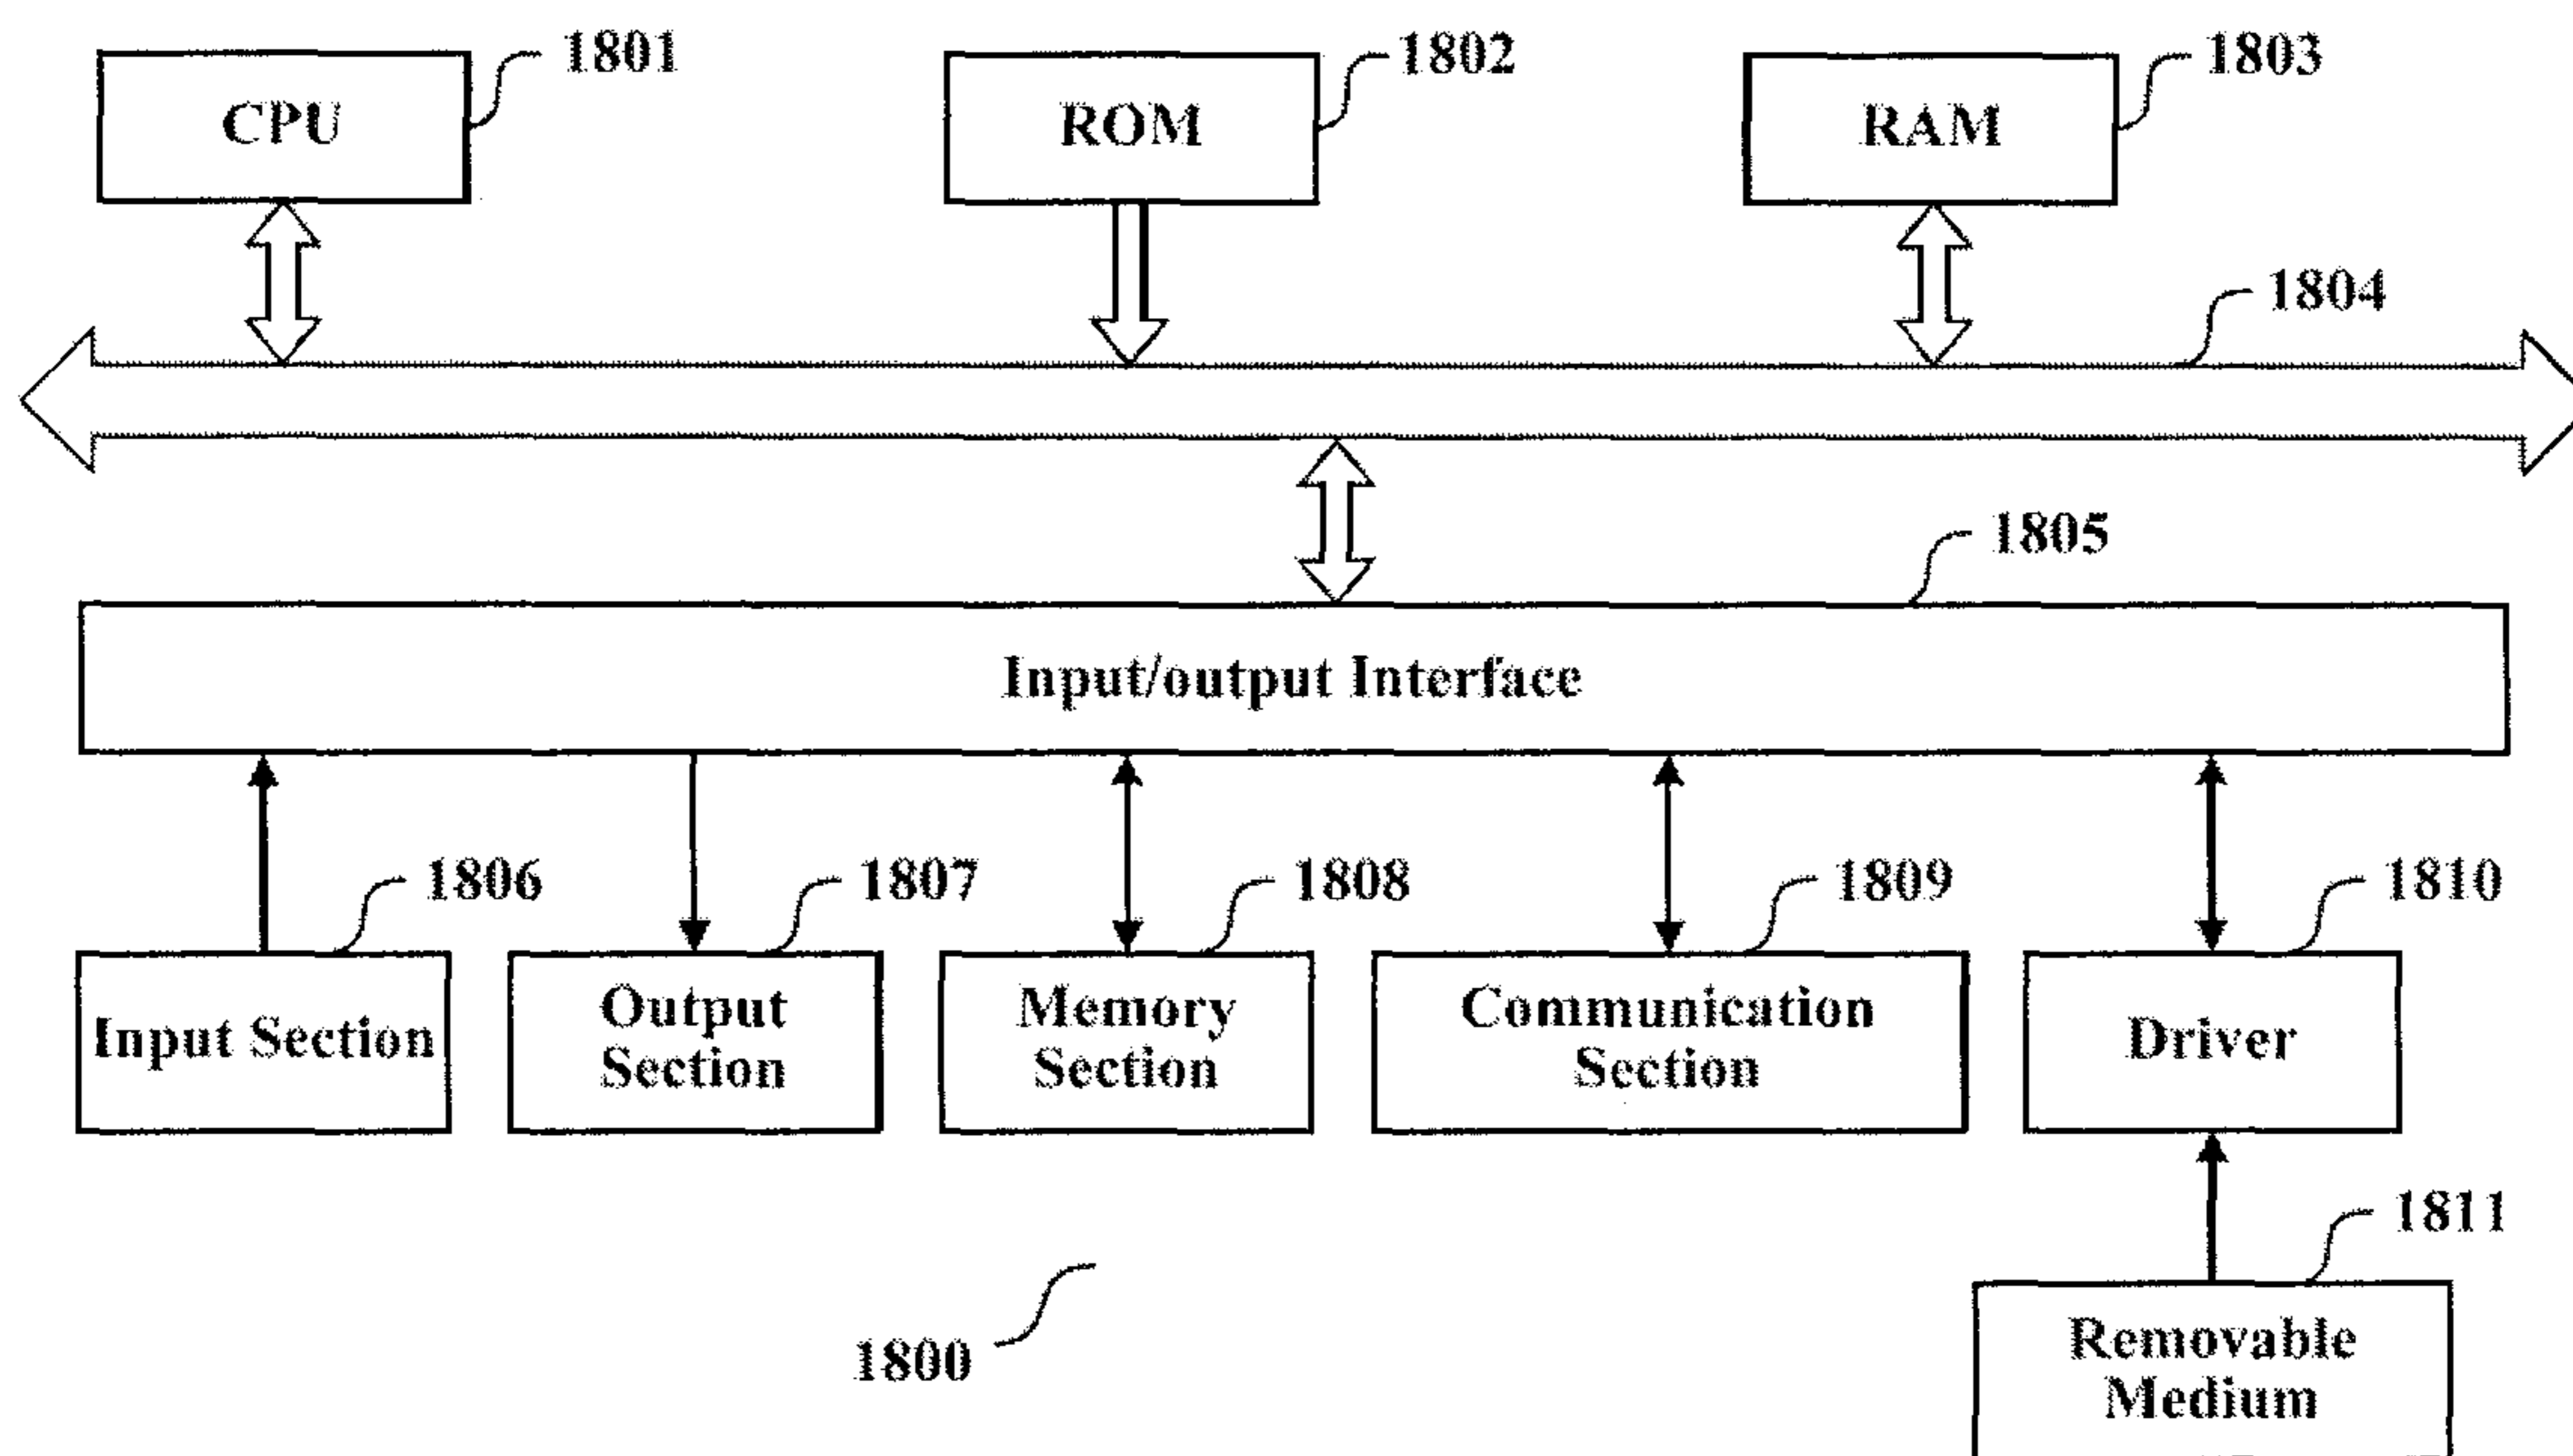 CPU
1801
ROM
1802
RAM
1803
1804
1805
Input/output Interface
1806
1807
1808
1809
1810
Input Section
Output
Section
Memory
Section
Communication
Section
Driver
1811
1800
Removable
Medium